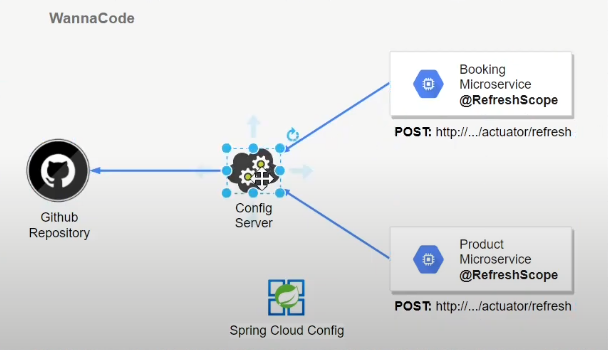 WannaCode
Booking
Microservice
@RefreshScope
POST: http://.../actuator/refresh
Github
Repository
Config
Server
Product
Microservice
@RefreshScope
POST: http://.../actuator/refresh
Spring Cloud Config